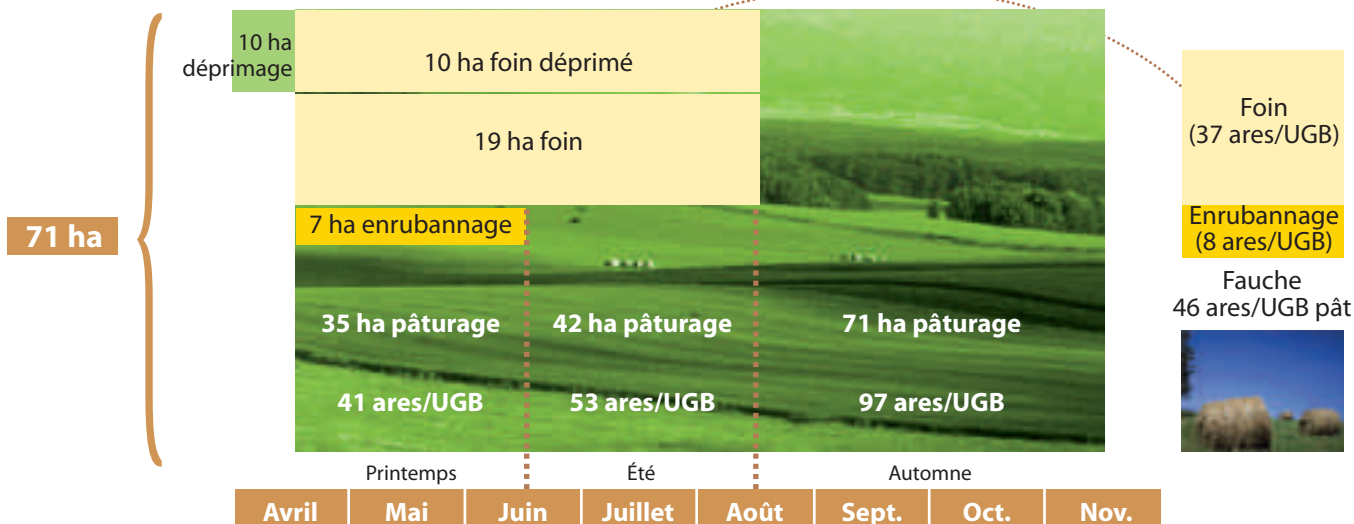 71 ha
10 ha
déprimage
10 ha foin déprimé
19 ha foin
7 ha enrubannage
35 ha pâturage
42 ha pâturage
71 ha pâturage
41 ares/UGB
53 ares/UGB
97 ares/UGB
Printemps
Été
Automne
Avril
Mai
Juin
Juillet
Août
Sept.
Oct.
Nov.
Foin
(37 ares/UGB)
Enrubannage
(8 ares/UGB)
Fauche
46 ares/UGB pât